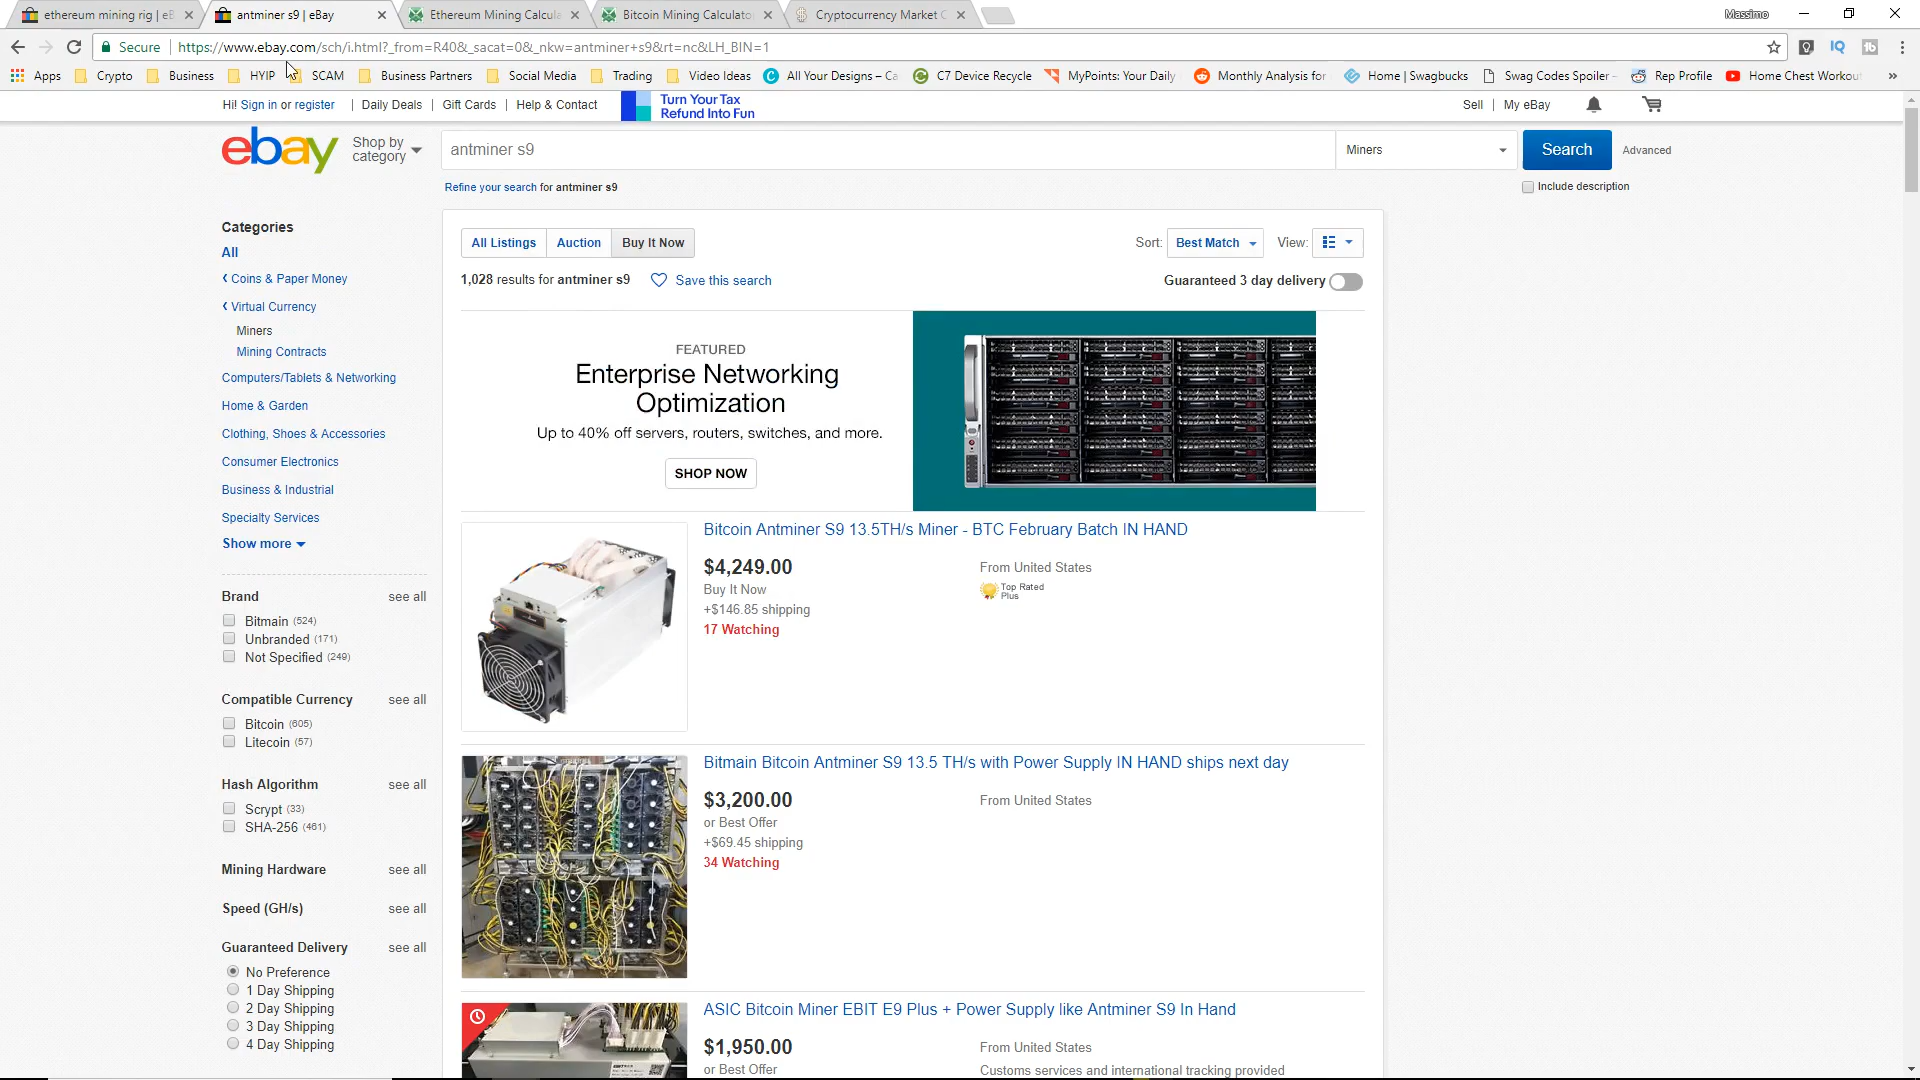 ethereum mining rig | eB
antminer s9 | eBay
Ethereum Mining Calcula
Bitcoin Mining Calculato
Cryptocurrency Market C
Massimo
Secure
https://www.ebay.com/sch/i.html?_from=R40&_sacat=0&_nkw=antminer+s9&rt=nc&LH_BIN=1
Apps
Crypto
Business
HYIP
SCAM
Business Partners
Social Media
Trading
Video Ideas
All Your Designs – Ca
C7 Device Recycle
MyPoints: Your Daily
Monthly Analysis for
Home | Swagbucks
Swag Codes Spoiler -
Rep Profile
Home Chest Workou
Hi! Sign in or register
Daily Deals
Gift Cards
Help & Contact
Turn Your Tax
Refund Into Fun
Sell
My eBay
ebay
Shop by
category
antminer s9
Miners
Search
Advanced
Refine your search for antminer s9
Include description
Categories
All
Coins & Paper Money
Virtual Currency
Miners
Mining Contracts
Computers/Tablets & Networking
Home & Garden
Clothing, Shoes & Accessories
Consumer Electronics
Business & Industrial
Specialty Services
Show more
Brand
see all
Bitmain (524)
Unbranded (171)
Not Specified (249)
Compatible Currency
see all
Bitcoin (605)
Litecoin (57)
Hash Algorithm
see all
Scrypt (33)
SHA-256 (461)
Mining Hardware
see all
Speed (GH/s)
see all
Guaranteed Delivery
see all
No Preference
1 Day Shipping
2 Day Shipping
3 Day Shipping
4 Day Shipping
All Listings
Auction
Buy It Now
Sort: Best Match
View:
1,028 results for antminer s9
Save this search
Guaranteed 3 day delivery
FEATURED
Enterprise Networking
Optimization
Up to 40% off servers, routers, switches, and more.
SHOP NOW
Bitcoin Antminer S9 13.5TH/s Miner - BTC February Batch IN HAND
$4,249.00
Buy It Now
+$146.85 shipping
17 Watching
From United States
Top Rated
Plus
Bitmain Bitcoin Antminer S9 13.5 TH/s with Power Supply IN HAND ships next day
$3,200.00
or Best Offer
+$69.45 shipping
34 Watching
From United States
ASIC Bitcoin Miner EBIT E9 Plus + Power Supply like Antminer S9 In Hand
$1,950.00
or Best Offer
From United States
Customs services and international tracking provided